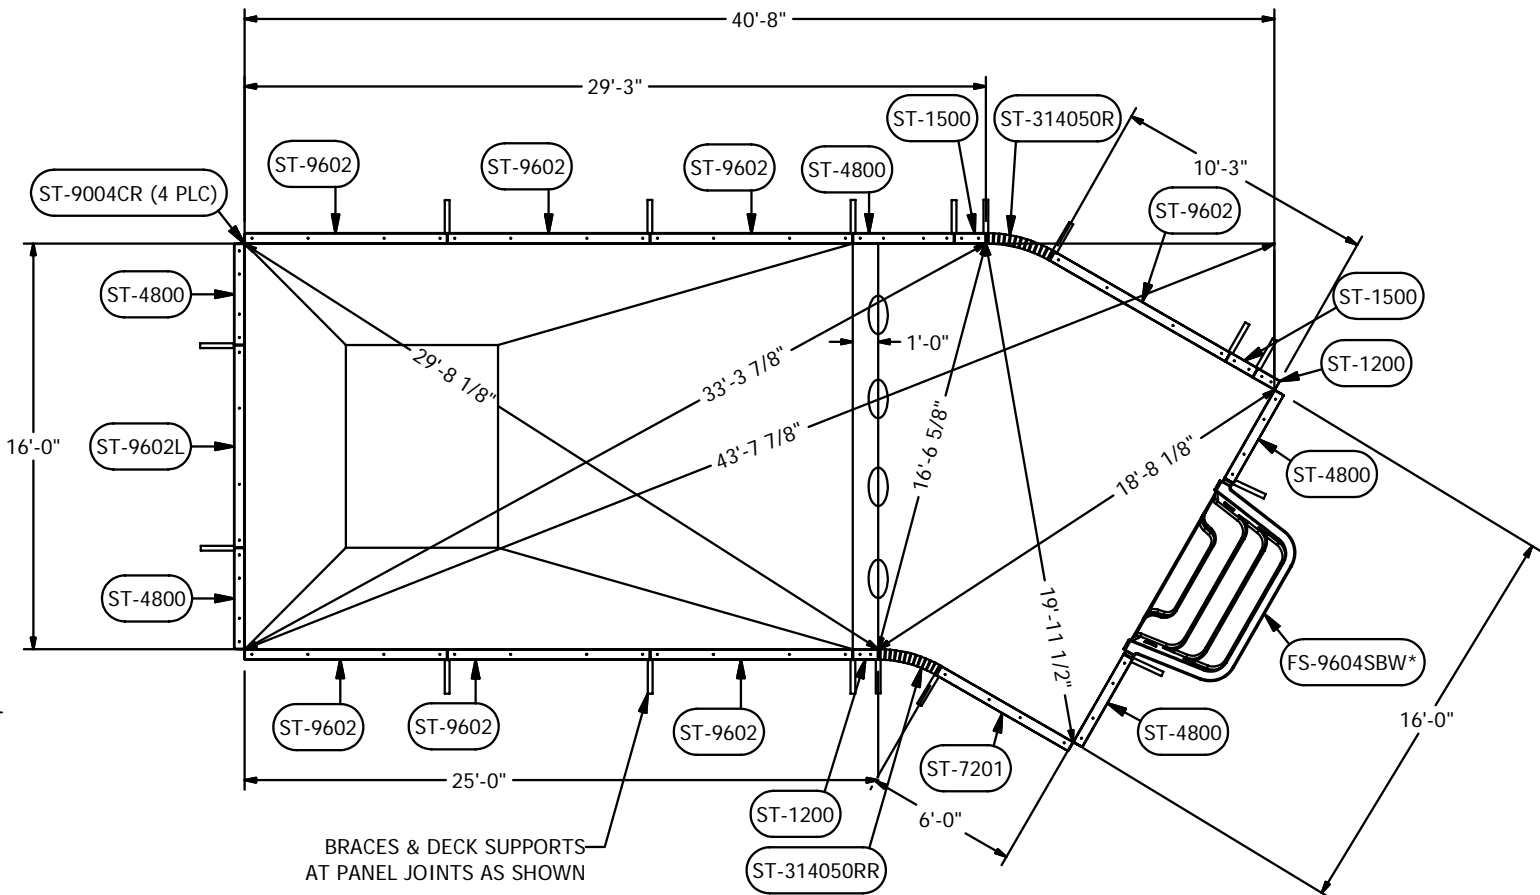 40'-8"
29'-3"
ST-1500
ST-314050R
ST-9602
ST-9602
ST-9602
ST-4800
10'-3"
ST-9004CR (4 PLC)
ST-9602
ST-4800
ST-1500
1'-0"
29'-8 1/8"
33'-3 7/8"
ST-1200
16'-0"
ST-9602L
43'-7 7/8"
16'-6 5/8"
18'-8 1/8"
ST-4800
ST-4800
19'-11 1/2"
FS-9604SBW*
ST-9602
ST-9602
ST-9602
ST-4800
16'-0"
ST-7201
25'-0"
ST-1200
6'-0"
BRACES & DECK SUPPORTS
AT PANEL JOINTS AS SHOWN
ST-314050RR